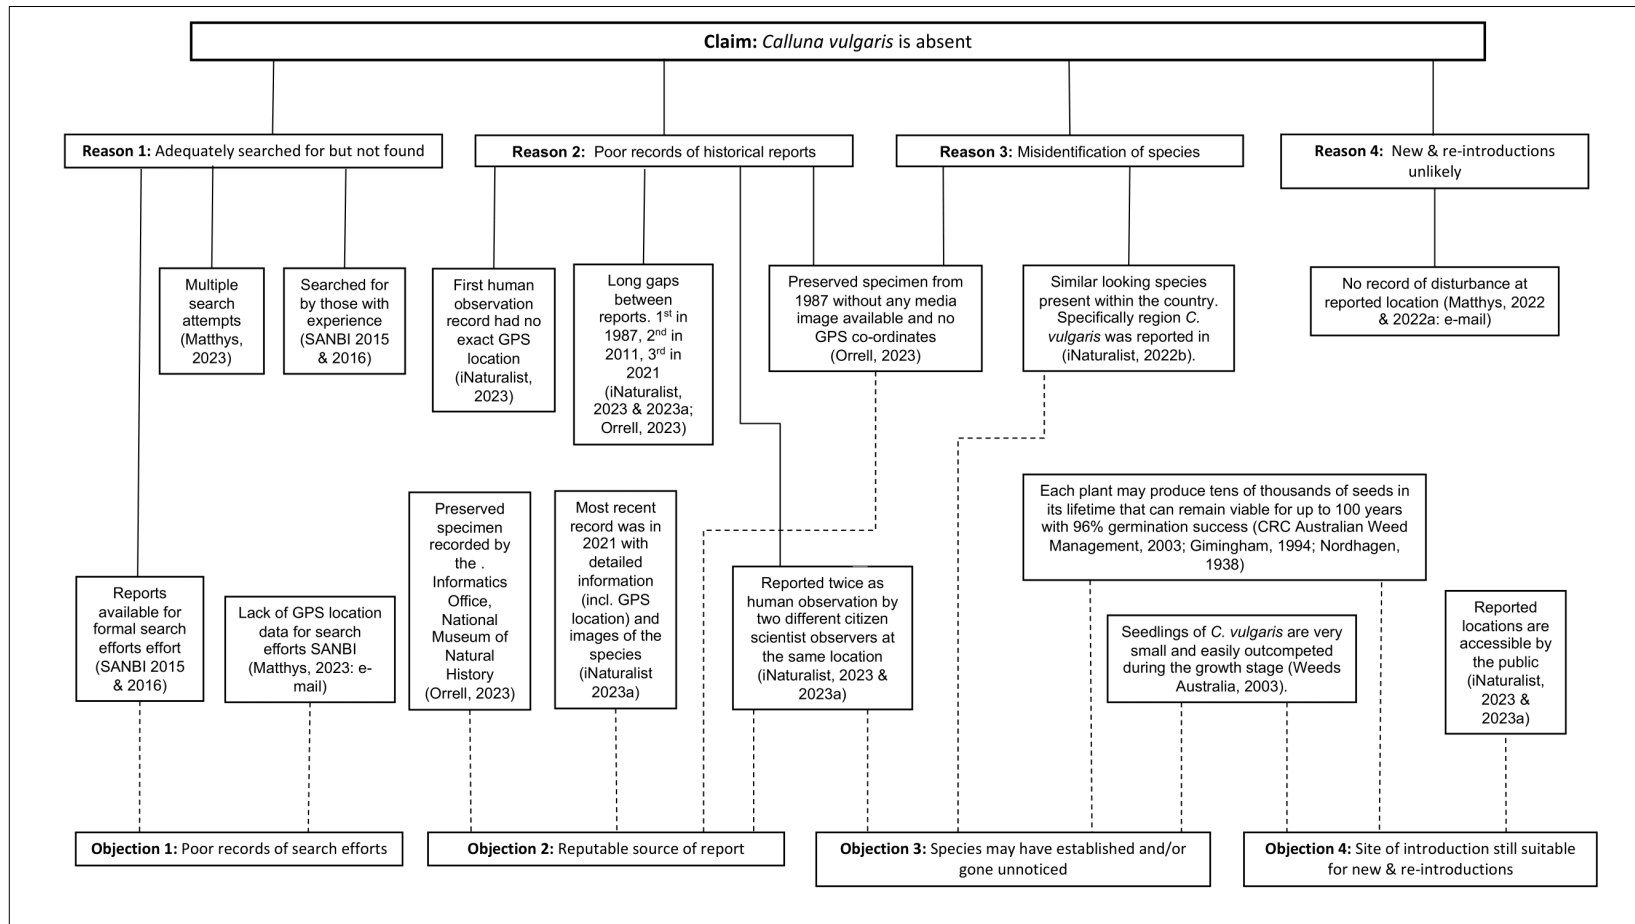 Claim: Calluna vulgaris is absent
Reason 1: Adequately searched for but not found
Reason 2: Poor records of historical reports
Reason 3: Misidentification of species
Reason 4: New & re-introductions
unlikely
Multiple
search
attempts
(Matthys,
2023)
Searched for
by those with
experience
(SANBI 2015
& 2016)
First human
observation
record had no
exact GPS
location
(iNaturalist,
2023)
Long gaps
between
reports. 1st in
1987, 2nd in
2011, 3rd in
2021
(iNaturalist,
2023 & 2023a;
Orrell, 2023)
Preserved specimen from
1987 without any media
image available and no
GPS co-ordinates
(Orrell, 2023)
Similar looking species
present within the country.
Specifically region C.
vulgaris was reported in
(iNaturalist, 2022b).
No record of disturbance at
reported location (Matthys, 2022
& 2022a: e-mail)
Reports
available for
formal search
efforts effort
(SANBI 2015
& 2016)
Lack of GPS location
data for search
efforts SANBI
(Matthys, 2023: e-
mail)
Preserved
specimen
recorded by
the .
Informatics
Office,
National
Museum of
Natural
History
(Orrell, 2023)
Most recent
record was in
2021 with
detailed
information
(incl. GPS
location) and
images of the
species
(iNaturalist
2023a)
Reported twice as
human observation by
two different citizen
scientist observers at
the same location
(iNaturalist, 2023 &
2023a)
Each plant may produce tens of thousands of seeds in
its lifetime that can remain viable for up to 100 years
with 96% germination success (CRC Australian Weed
Management, 2003; Gimingham, 1994; Nordhagen,
1938)
Seedlings of C. vulgaris are very
small and easily outcompeted
during the growth stage (Weeds
Australia, 2003).
Reported
locations are
accessible by
the public
(iNaturalist,
2023 &
2023a)
Objection 1: Poor records of search efforts
Objection 2: Reputable source of report
Objection 3: Species may have established and/or
gone unnoticed
Objection 4: Site of introduction still suitable
for new & re-introductions